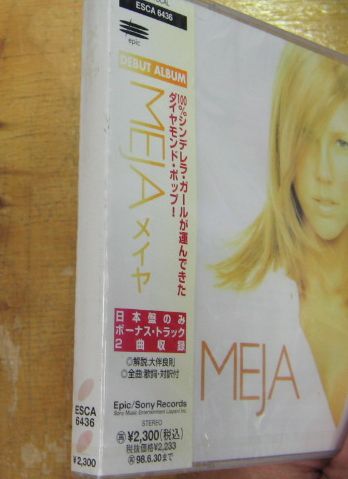 ESCA 6436
epic
DEBUT ALBUM
MEJA メイヤ
100%シンデレラ・ガールが運んできた
ダイヤモンド・ポップ!
日本盤のみ
ボーナス・トラック
2曲収録
◎解説:大伴良則
◎全曲:歌詞・対訳付
Epic/Sony Records
Sony Music Entertainment (Japan) Inc.
STEREO
¥2,300(税込)
税抜価格¥2,233
98.6.30まで
MEJA
ESCA
6436
¥2,300